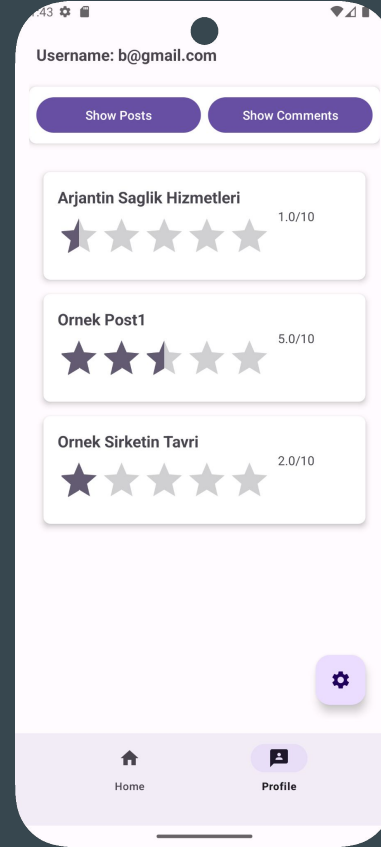 :43
Username: b@gmail.com
Show Posts
Show Comments
Arjantin Saglik Hizmetleri
1.0/10
Ornek Post1
5.0/10
Ornek Sirketin Tavri
2.0/10
Home
Profile